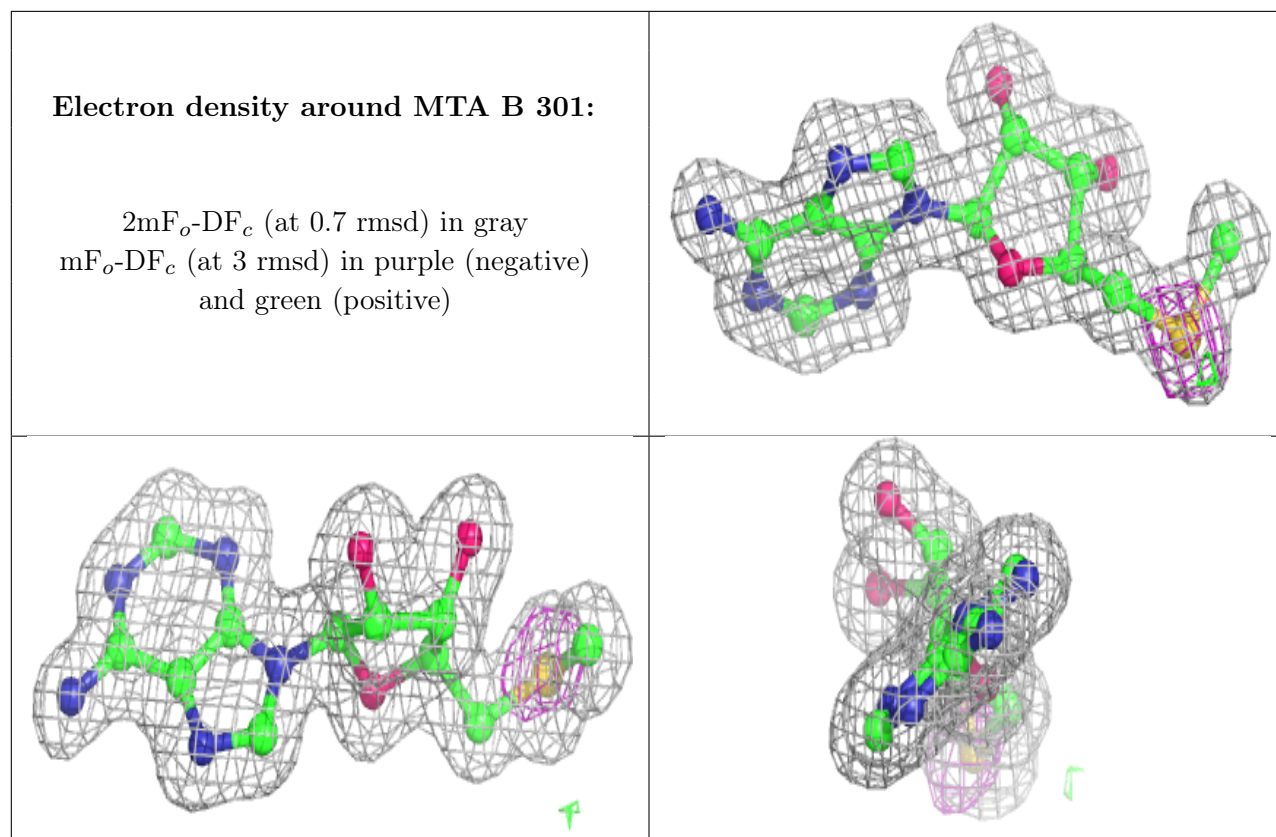 Electron density around MTA B 301:
2mFo-DFc (at 0.7 rmsd) in gray
mFo-DFc (at 3 rmsd) in purple (negative)
and green (positive)